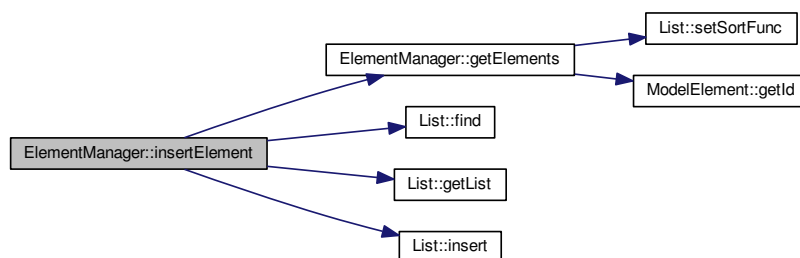 List::setSortFunc
ElementManager::getElements
ModelElement::getId
List::find
ElementManager::insertElement
List::getList
List::insert